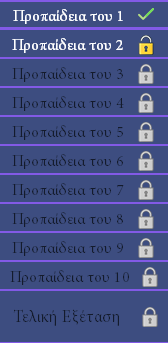 Προπαίδεια του 1
Προπαίδεια του 2
Προπαίδεια του 3
Προπαίδεια του 4
Προπαίδεια του 5
Προπαίδεια του 6
Προπαίδεια του 7
Προπαίδεια του 8
Προπαίδεια του 9
Προπαίδεια του 10
Τελική Εξέταση